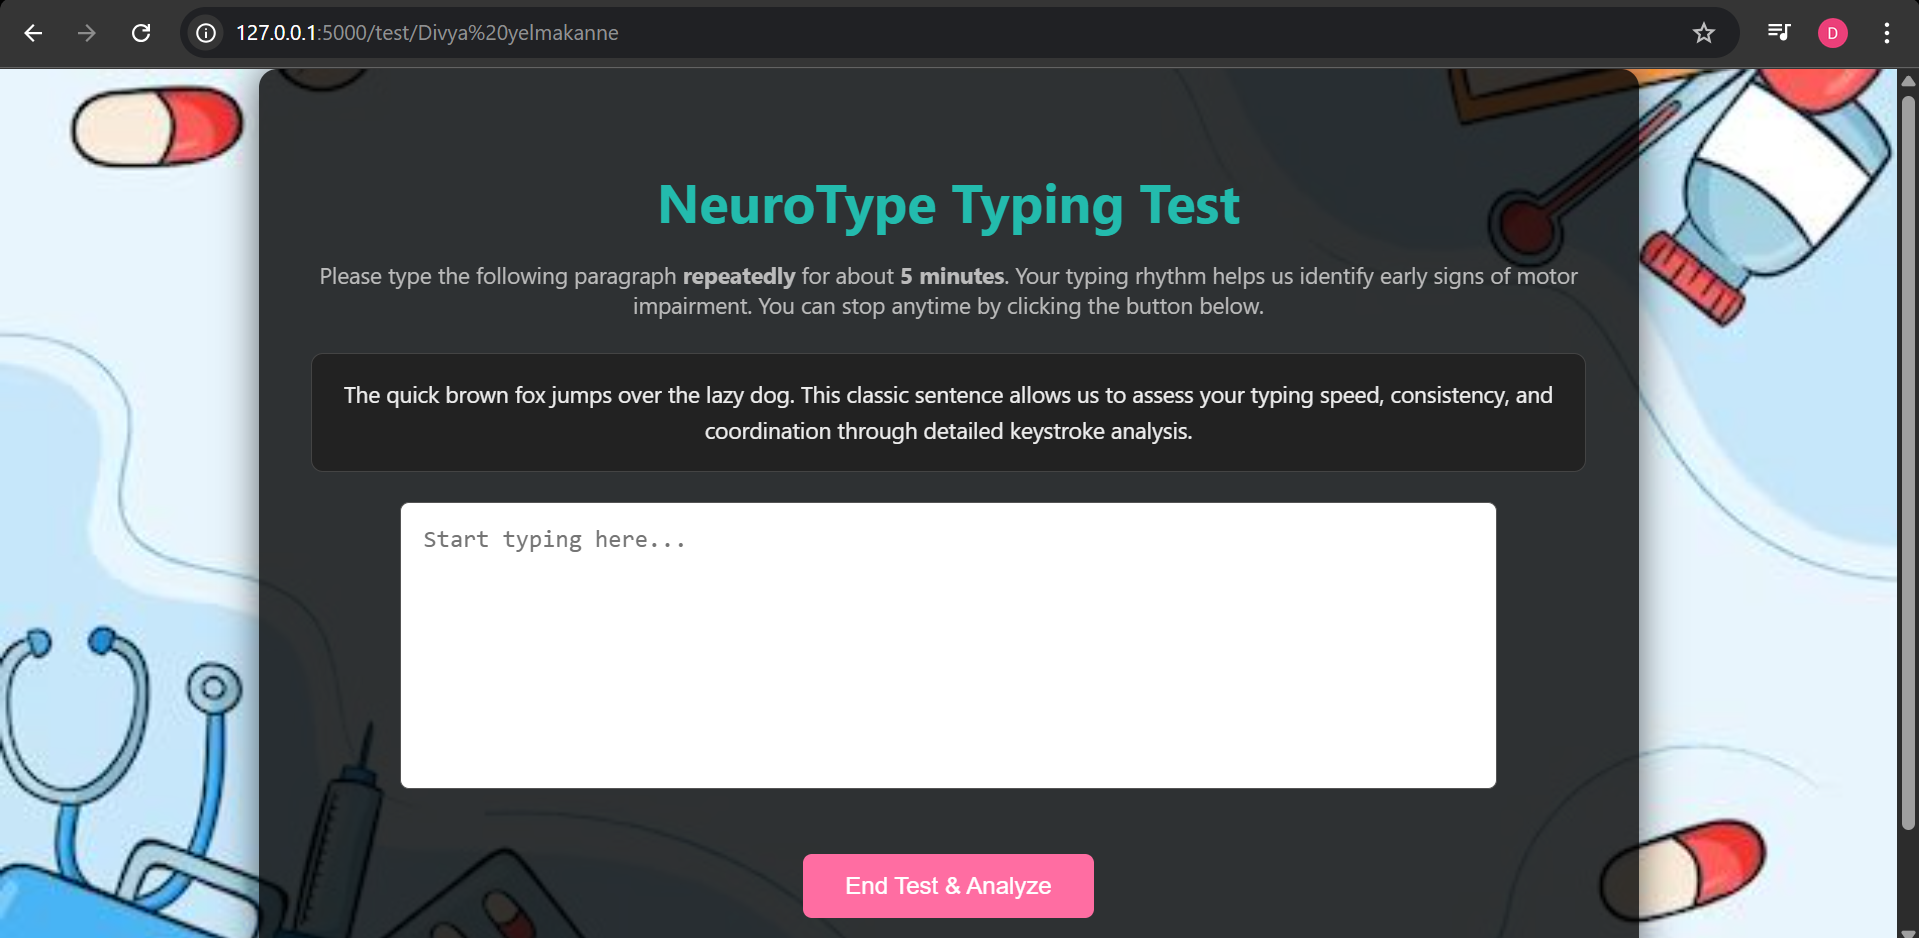 127.0.0.1:5000/test/Divya%20yelmakanne
D
NeuroType Typing Test
Please type the following paragraph repeatedly for about 5 minutes. Your typing rhythm helps us identify early signs of motor
impairment. You can stop anytime by clicking the button below.
The quick brown fox jumps over the lazy dog. This classic sentence allows us to assess your typing speed, consistency, and
coordination through detailed keystroke analysis.
Start typing here...
End Test & Analyze